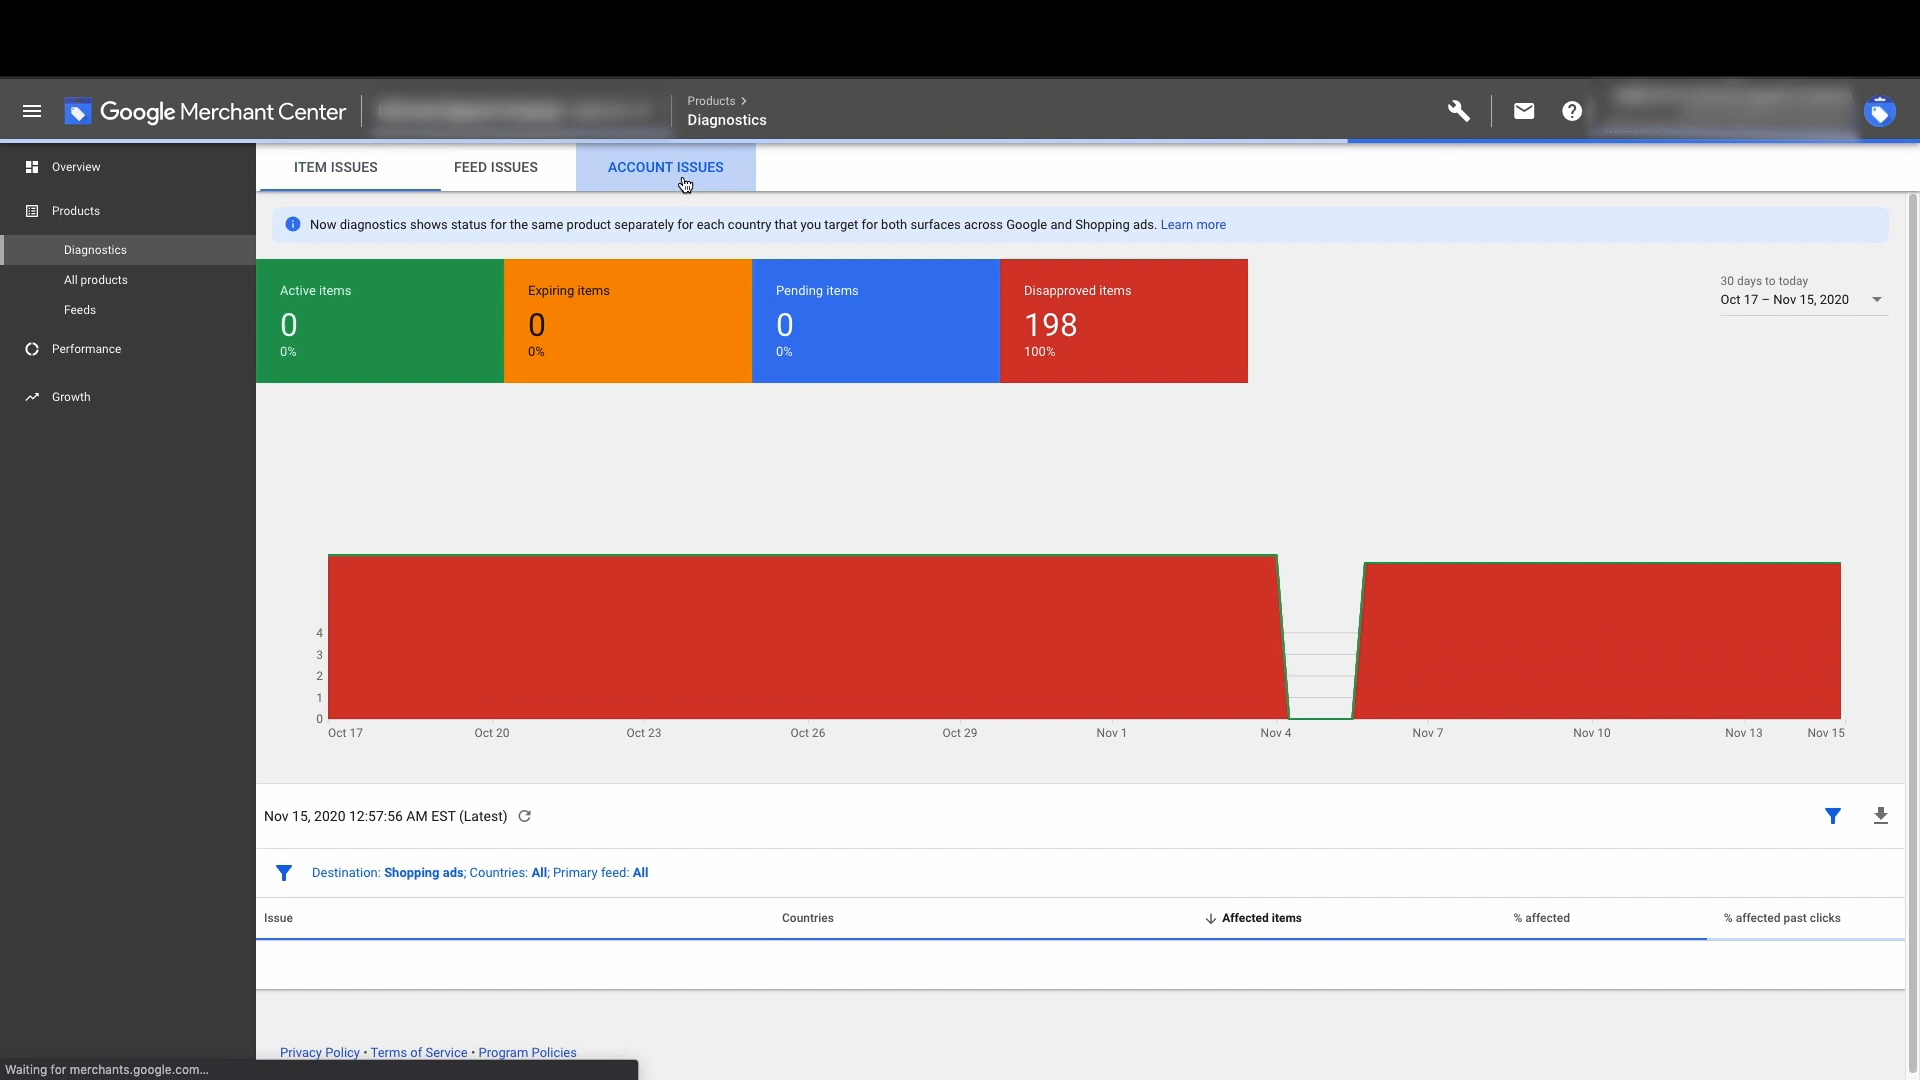 Google Merchant Center
Products >
Diagnostics
Overview
Products
Diagnostics
All products
Feeds
Performance
Growth
ITEM ISSUES
FEED ISSUES
ACCOUNT ISSUES
Now diagnostics shows status for the same product separately for each country that you target for both surfaces across Google and Shopping ads. Learn more
Active items
0
0%
Expiring items
0
0%
Pending items
0
0%
Disapproved items
198
100%
30 days to today
Oct 17 – Nov 15, 2020
4
3
2
1
0
Oct 17 Oct 20 Oct 23 Oct 26 Oct 29 Nov 1 Nov 4 Nov 7 Nov 10 Nov 13 Nov 15
Nov 15, 2020 12:57:56 AM EST (Latest)
Destination: Shopping ads; Countries: All; Primary feed: All
Issue Countries Affected items % affected % affected past clicks
Privacy Policy • Terms of Service • Program Policies
Waiting for merchants.google.com...